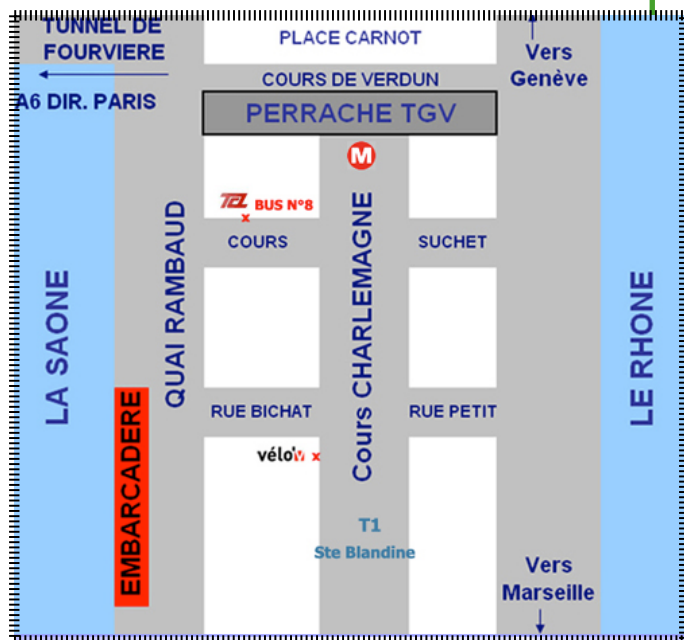 TUNNEL DE
FOURVIERE
A6 DIR. PARIS
PLACE CARNOT
COURS DE VERDUN
PERRACHE TGV
Vers
Genève
M
TCL BUS N°8
x
COURS
SUCHET
QUAI RAMBAUD
Cours CHARLEMAGNE
LA SAONE
LE RHONE
RUE BICHAT
RUE PETIT
vélo'v x
EMBARCADERE
T1
Ste Blandine
Vers
Marseille